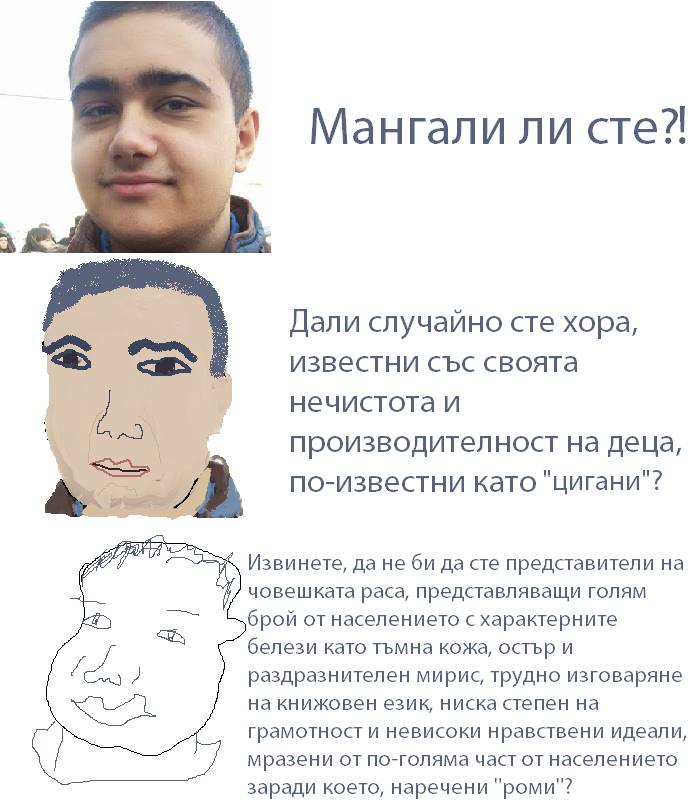 Мангали ли сте?!
Дали случайно сте хора,
известни със своята
нечистота и
производителност на деца,
по-известни като "цигани"?
Извинете, да не би да сте представители на
човешката раса, представляващи голям
брой от населението с характерните
белези като тъмна кожа, остър и
раздразнителен мирис, трудно изговаряне
на книжовен език, ниска степен на
грамотност и невисоки нравствени идеали,
мразени от по-голяма част от населението
заради което, наречени "роми"?